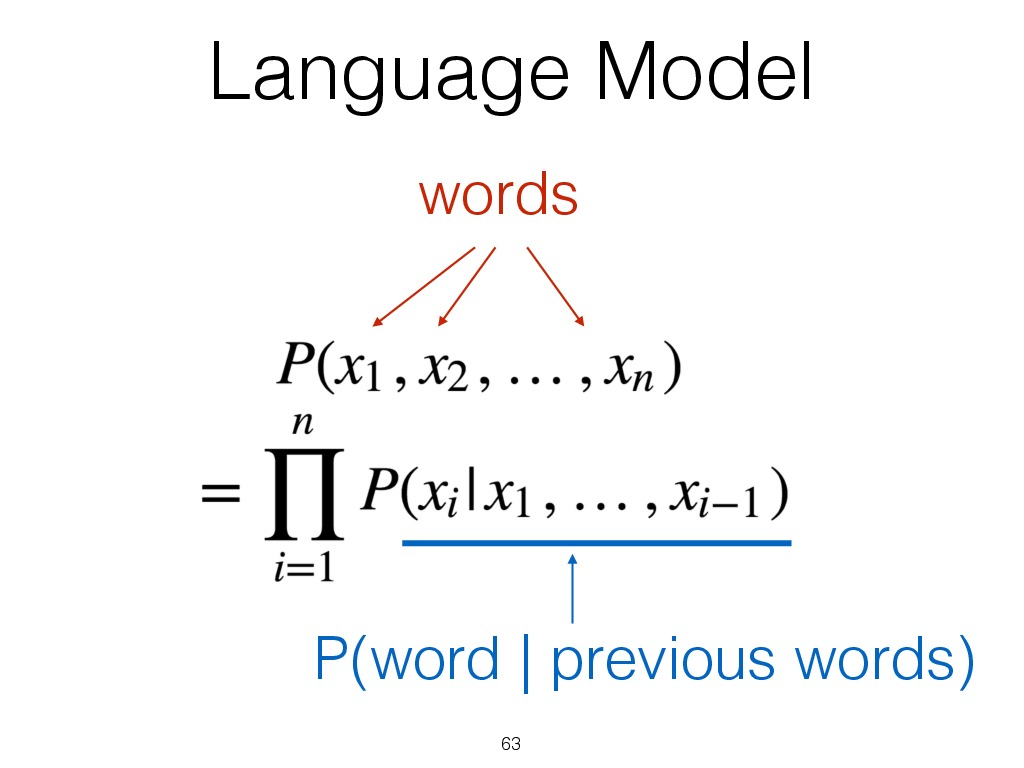 Language Model
words
P(x₁, x₂, …, xₙ)
n
= ∏ P(xᵢ|x₁, …, xᵢ₋₁)
i=1
P(word | previous words)
63